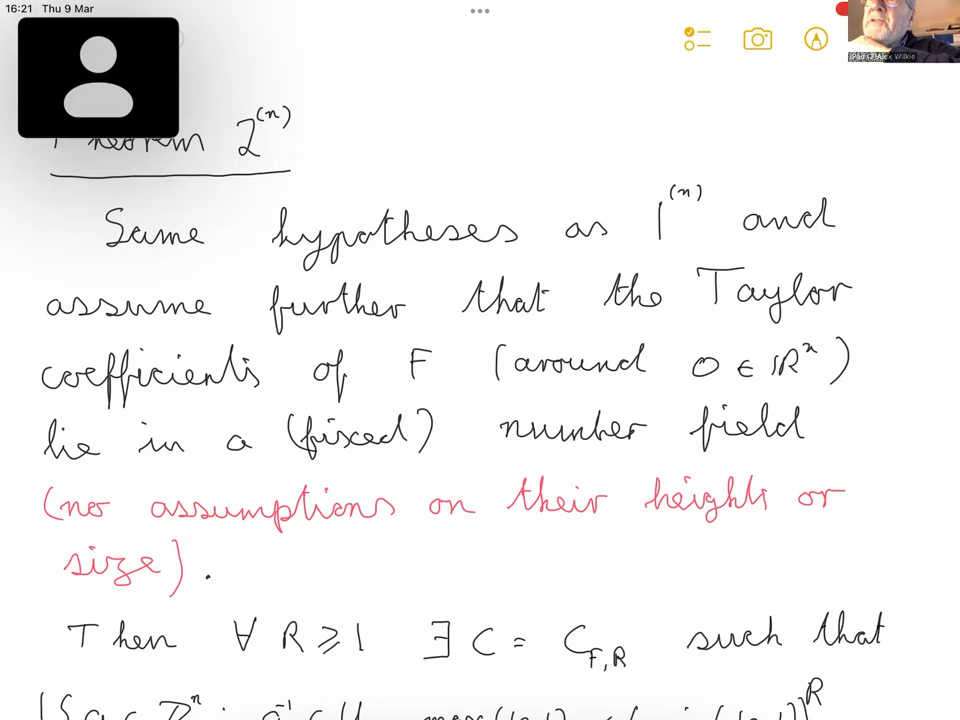 16:21 Thu 9 Mar
Theorem 2^(n)
Same hypotheses as 1^(n) and
assume further that the Taylor
coefficients of F (around 0 ∈ ℝ^n)
lie in a (fixed) number field
(no assumptions on their heights or
size).
Then ∀ R ⩾ 1 ∃ C = C_{F,R} such that